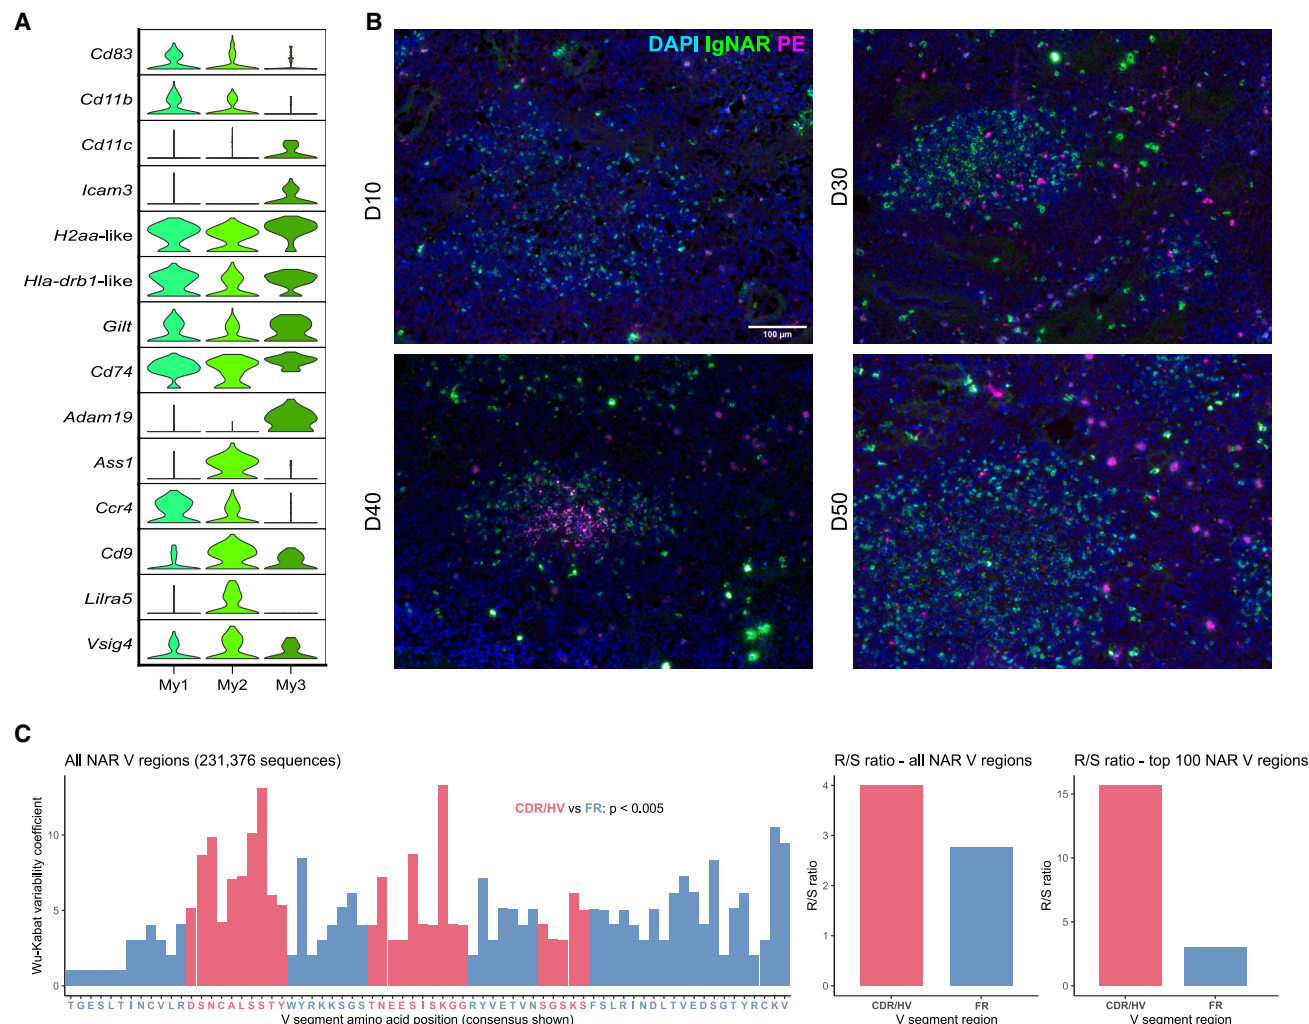 A
Cd83
Cd11b
Cd11c
Icam3
H2aa-like
Hla-drb1-like
Gilt
Cd74
Adam19
Ass1
Ccr4
Cd9
Lilra5
Vsig4
My1 My2 My3
B
DAPI IgNAR PE
D10
100 μm
D30
D40
D50
C
All NAR V regions (231,376 sequences)
Wu-Kabat variability coefficient
10
5
0
CDR/HV vs FR: p < 0.005
TGESLTINCVLRDSNCALSSTYWYRKKSGSTNEESISKGGRYVETVNSGSKSFSLRINDLTVEDSGTYRCKV
V segment amino acid position (consensus shown)
R/S ratio - all NAR V regions
R/S ratio
4
3
2
1
0
CDR/HV FR
V segment region
R/S ratio - top 100 NAR V regions
R/S ratio
15
10
5
0
CDR/HV FR
V segment region